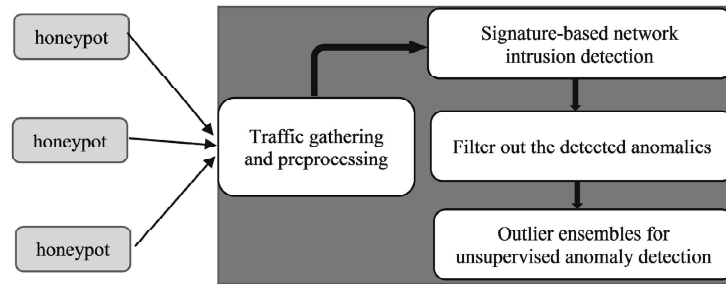 honeypot
honeypot
honeypot
Traffic gathering
and preprocessing
Signature-based network
intrusion detection
Filter out the detected anomalies
Outlier ensembles for
unsupervised anomaly detection